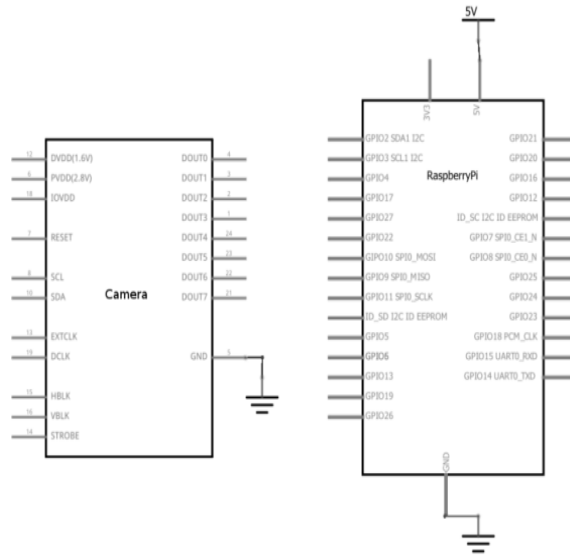 5V
3V3
5V
12 DVDD(1.6V) DOUT0 4
6 PVDD(2.8V) DOUT1 3
18 IOVDD DOUT2 2
DOUT3 1
7 RESET DOUT4 24
DOUT5 23
8 SCL DOUT6 22
10 SDA DOUT7 21
Camera
13 EXTCLK
19 DCLK GND 5
15 HBLK
16 VBLK
14 STROBE
GPIO2 SDA1 I2C GPIO21
GPIO3 SCL1 I2C GPIO20
GPIO4 RaspberryPi GPIO16
GPIO17 GPIO12
GPIO27 ID_SC I2C ID EEPROM
GPIO22 GPIO7 SPI0_CE1_N
GIPO10 SPI0_MOSI GPIO8 SPI0_CE0_N
GPIO9 SPI0_MISO GPIO25
GPIO11 SPI0_SCLK GPIO24
ID_SD I2C ID EEPROM GPIO23
GPIO5 GPIO18 PCM_CLK
GPIO6 GPIO15 UART0_RXD
GPIO13 GPIO14 UART0_TXD
GPIO19
GPIO26
GND